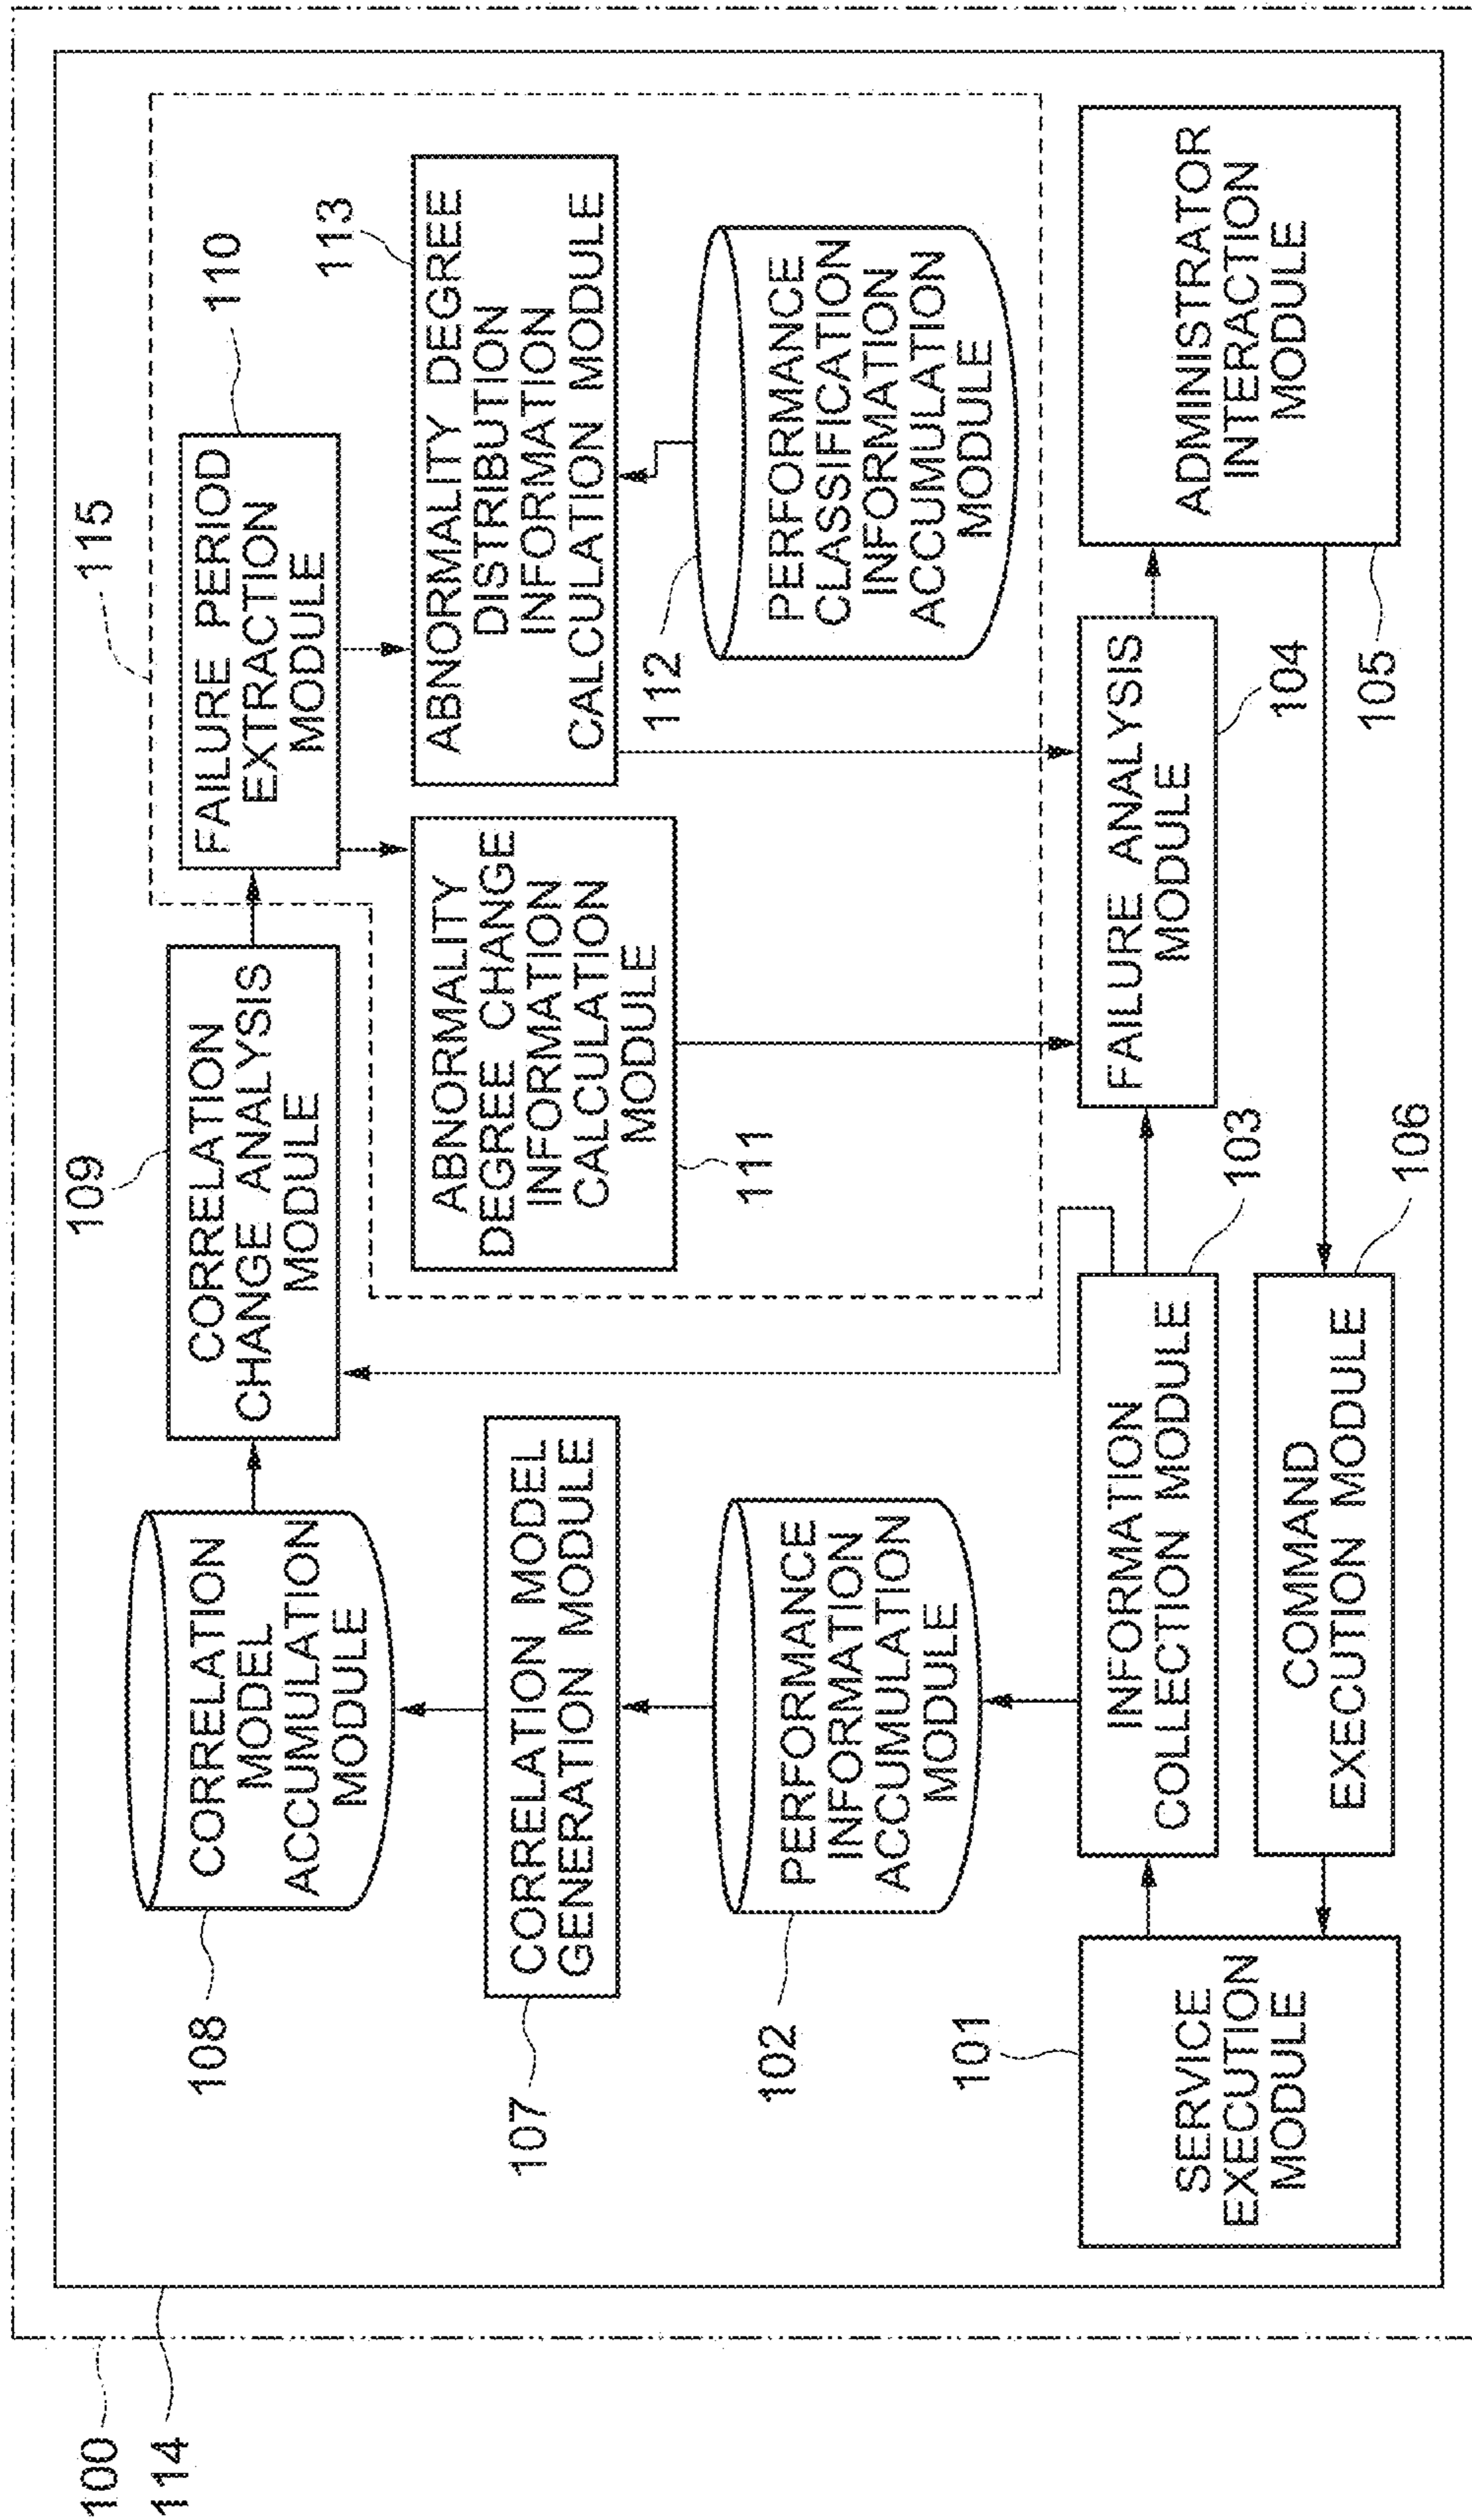 100
114
108
CORRELATION
MODEL
ACCUMULATION
MODULE
109
CORRELATION
CHANGE ANALYSIS
MODULE
115
110
FAILURE PERIOD
EXTRACTION
MODULE
107
CORRELATION MODEL
GENERATION MODULE
111
ABNORMALITY
DEGREE CHANGE
INFORMATION
CALCULATION
MODULE
113
ABNORMALITY DEGREE
DISTRIBUTION
INFORMATION
CALCULATION MODULE
102
PERFORMANCE
INFORMATION
ACCUMULATION
MODULE
112
PERFORMANCE
CLASSIFICATION
INFORMATION
ACCUMULATION
MODULE
101
SERVICE
EXECUTION
MODULE
103
INFORMATION
COLLECTION MODULE
104
FAILURE ANALYSIS
MODULE
105
ADMINISTRATOR
INTERACTION
MODULE
106
COMMAND
EXECUTION MODULE